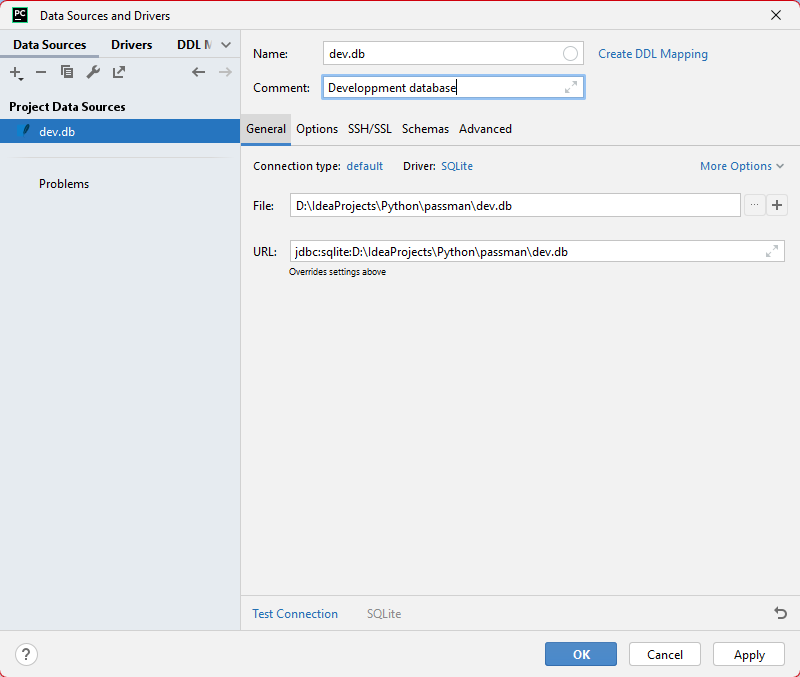 PC Data Sources and Drivers
Data Sources Drivers DDL M
Name: dev.db Create DDL Mapping
Comment: Developpment database
Project Data Sources
dev.db
Problems
General Options SSH/SSL Schemas Advanced
Connection type: default Driver: SQLite More Options
File: D:\IdeaProjects\Python\passman\dev.db ...
URL: jdbc:sqlite:D:\IdeaProjects\Python\passman\dev.db
Overrides settings above
Test Connection SQLite
? OK Cancel Apply